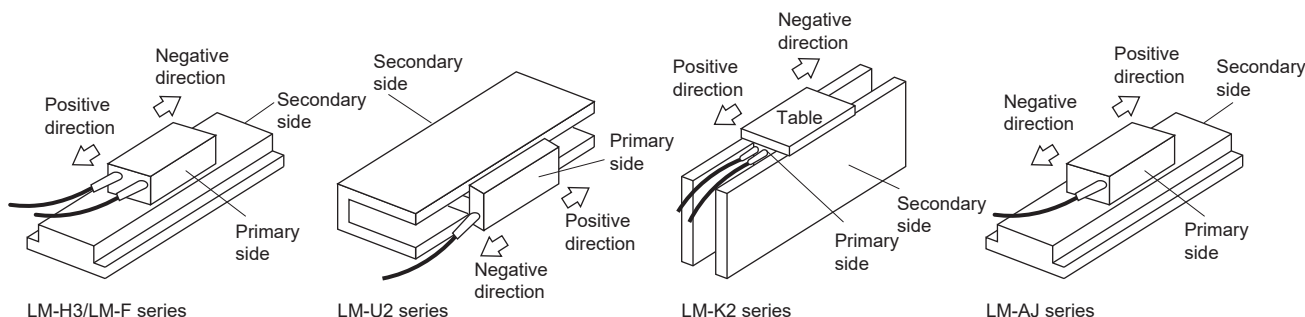 Negative
direction
Positive
direction
Secondary
side
Primary
side
LM-H3/LM-F series
Secondary
side
Primary
side
Positive
direction
Negative
direction
LM-U2 series
Negative
direction
Positive
direction
Table
Secondary
side
Primary
side
LM-K2 series
Positive
direction
Secondary
side
Negative
direction
Primary
side
LM-AJ series